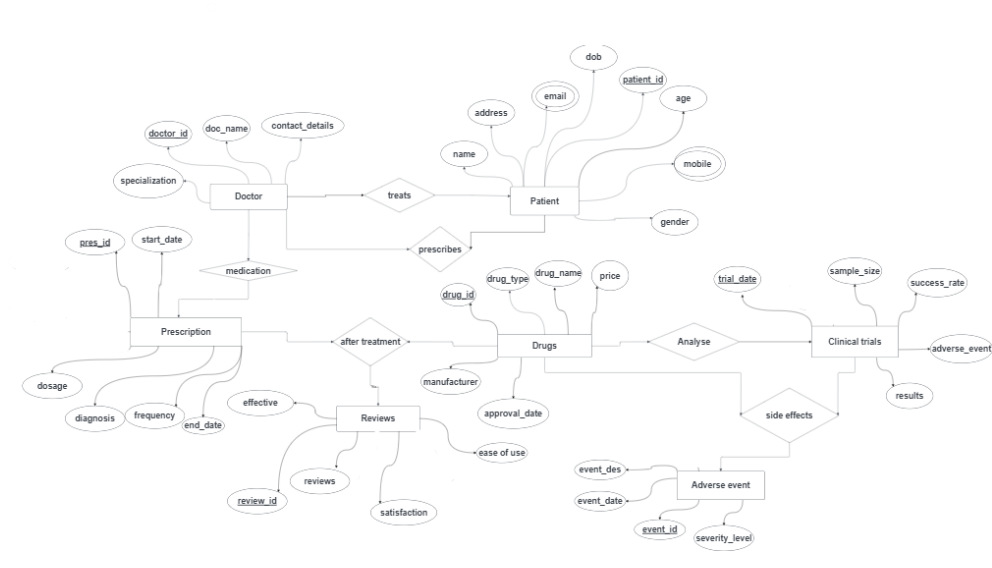 dob
patient_id
email
age
address
doctor_id
doc_name
contact_details
name
mobile
specialization
Doctor
treats
Patient
gender
pres_id
start_date
prescribes
medication
drug_id
drug_type
drug_name
price
trial_date
sample_size
success_rate
Prescription
after treatment
Drugs
Analyse
Clinical trials
adverse_event
dosage
manufacturer
results
diagnosis
frequency
end_date
effective
Reviews
approval_date
side effects
ease of use
reviews
review_id
satisfaction
event_des
Adverse event
event_date
event_id
severity_level